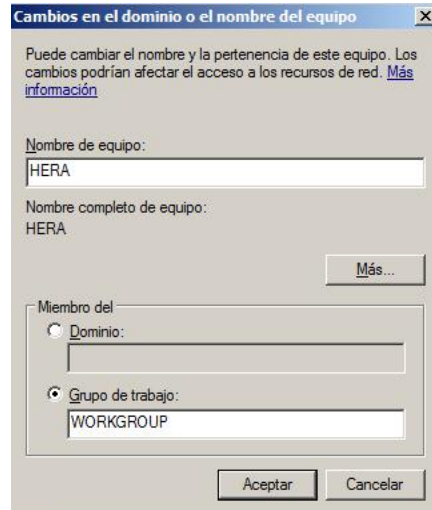 Cambios en el dominio o el nombre del equipo
Puede cambiar el nombre y la pertenencia de este equipo. Los
cambios podrían afectar el acceso a los recursos de red. Más
información
Nombre de equipo:
HERA
Nombre completo de equipo:
HERA
Más...
Miembro del
Dominio:
Grupo de trabajo:
WORKGROUP
Aceptar Cancelar